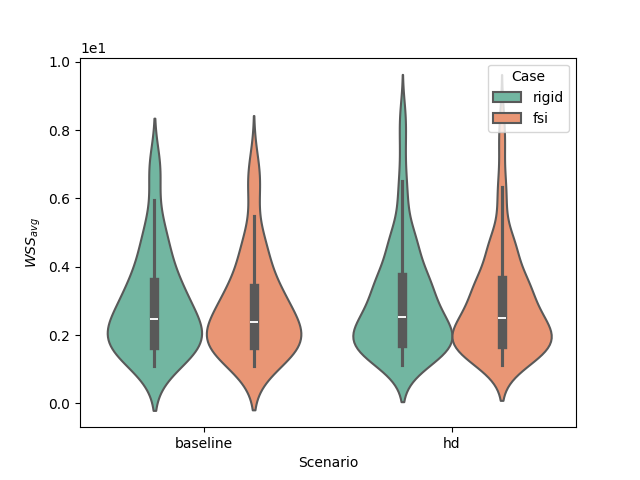 1e1
1.0
0.8
0.6
0.4
0.2
0.0
WSS_avg
baseline
hd
Scenario
Case
rigid
fsi